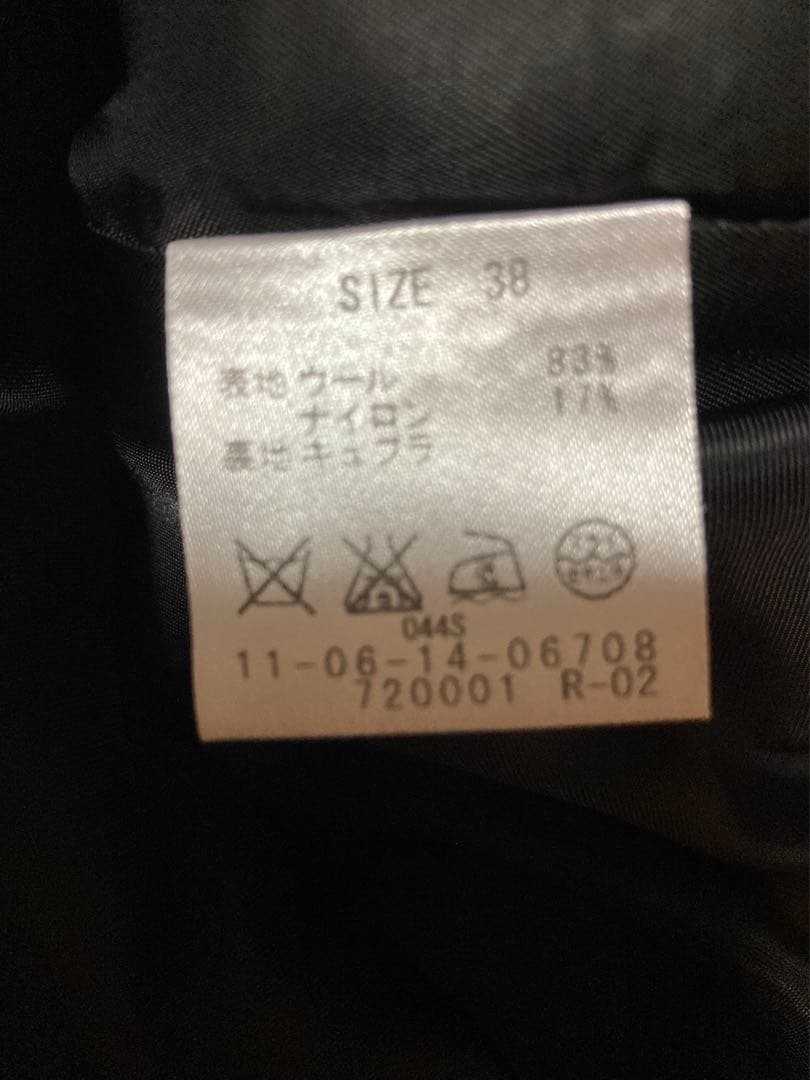 SIZE 38
表地 ウール 83%
ナイロン 17%
裏地 キュプラ
044S
11-06-14-06708
720001 R-02